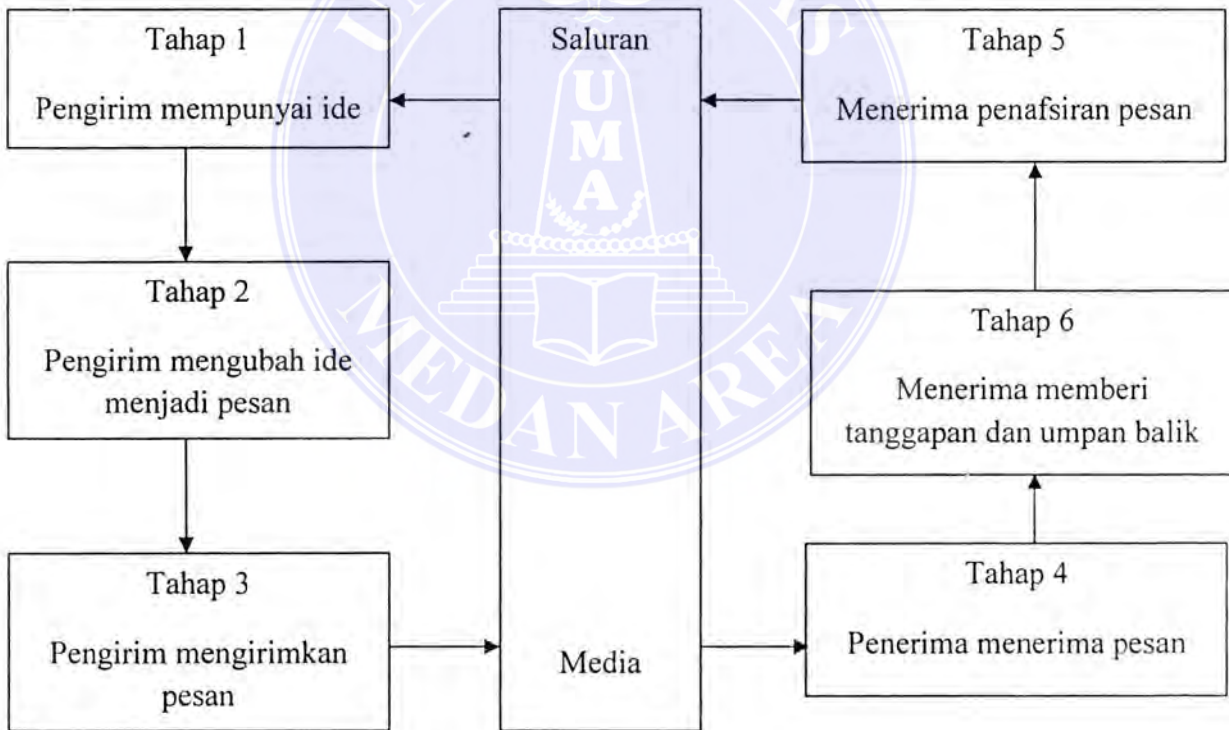 Tahap 1
Pengirim mempunyai ide
Tahap 2
Pengirim mengubah ide
menjadi pesan
Tahap 3
Pengirim mengirimkan
pesan
Saluran
Media
Tahap 5
Menerima penafsiran pesan
Tahap 6
Menerima memberi
tanggapan dan umpan balik
Tahap 4
Penerima menerima pesan
UMA
MEDAN AREA